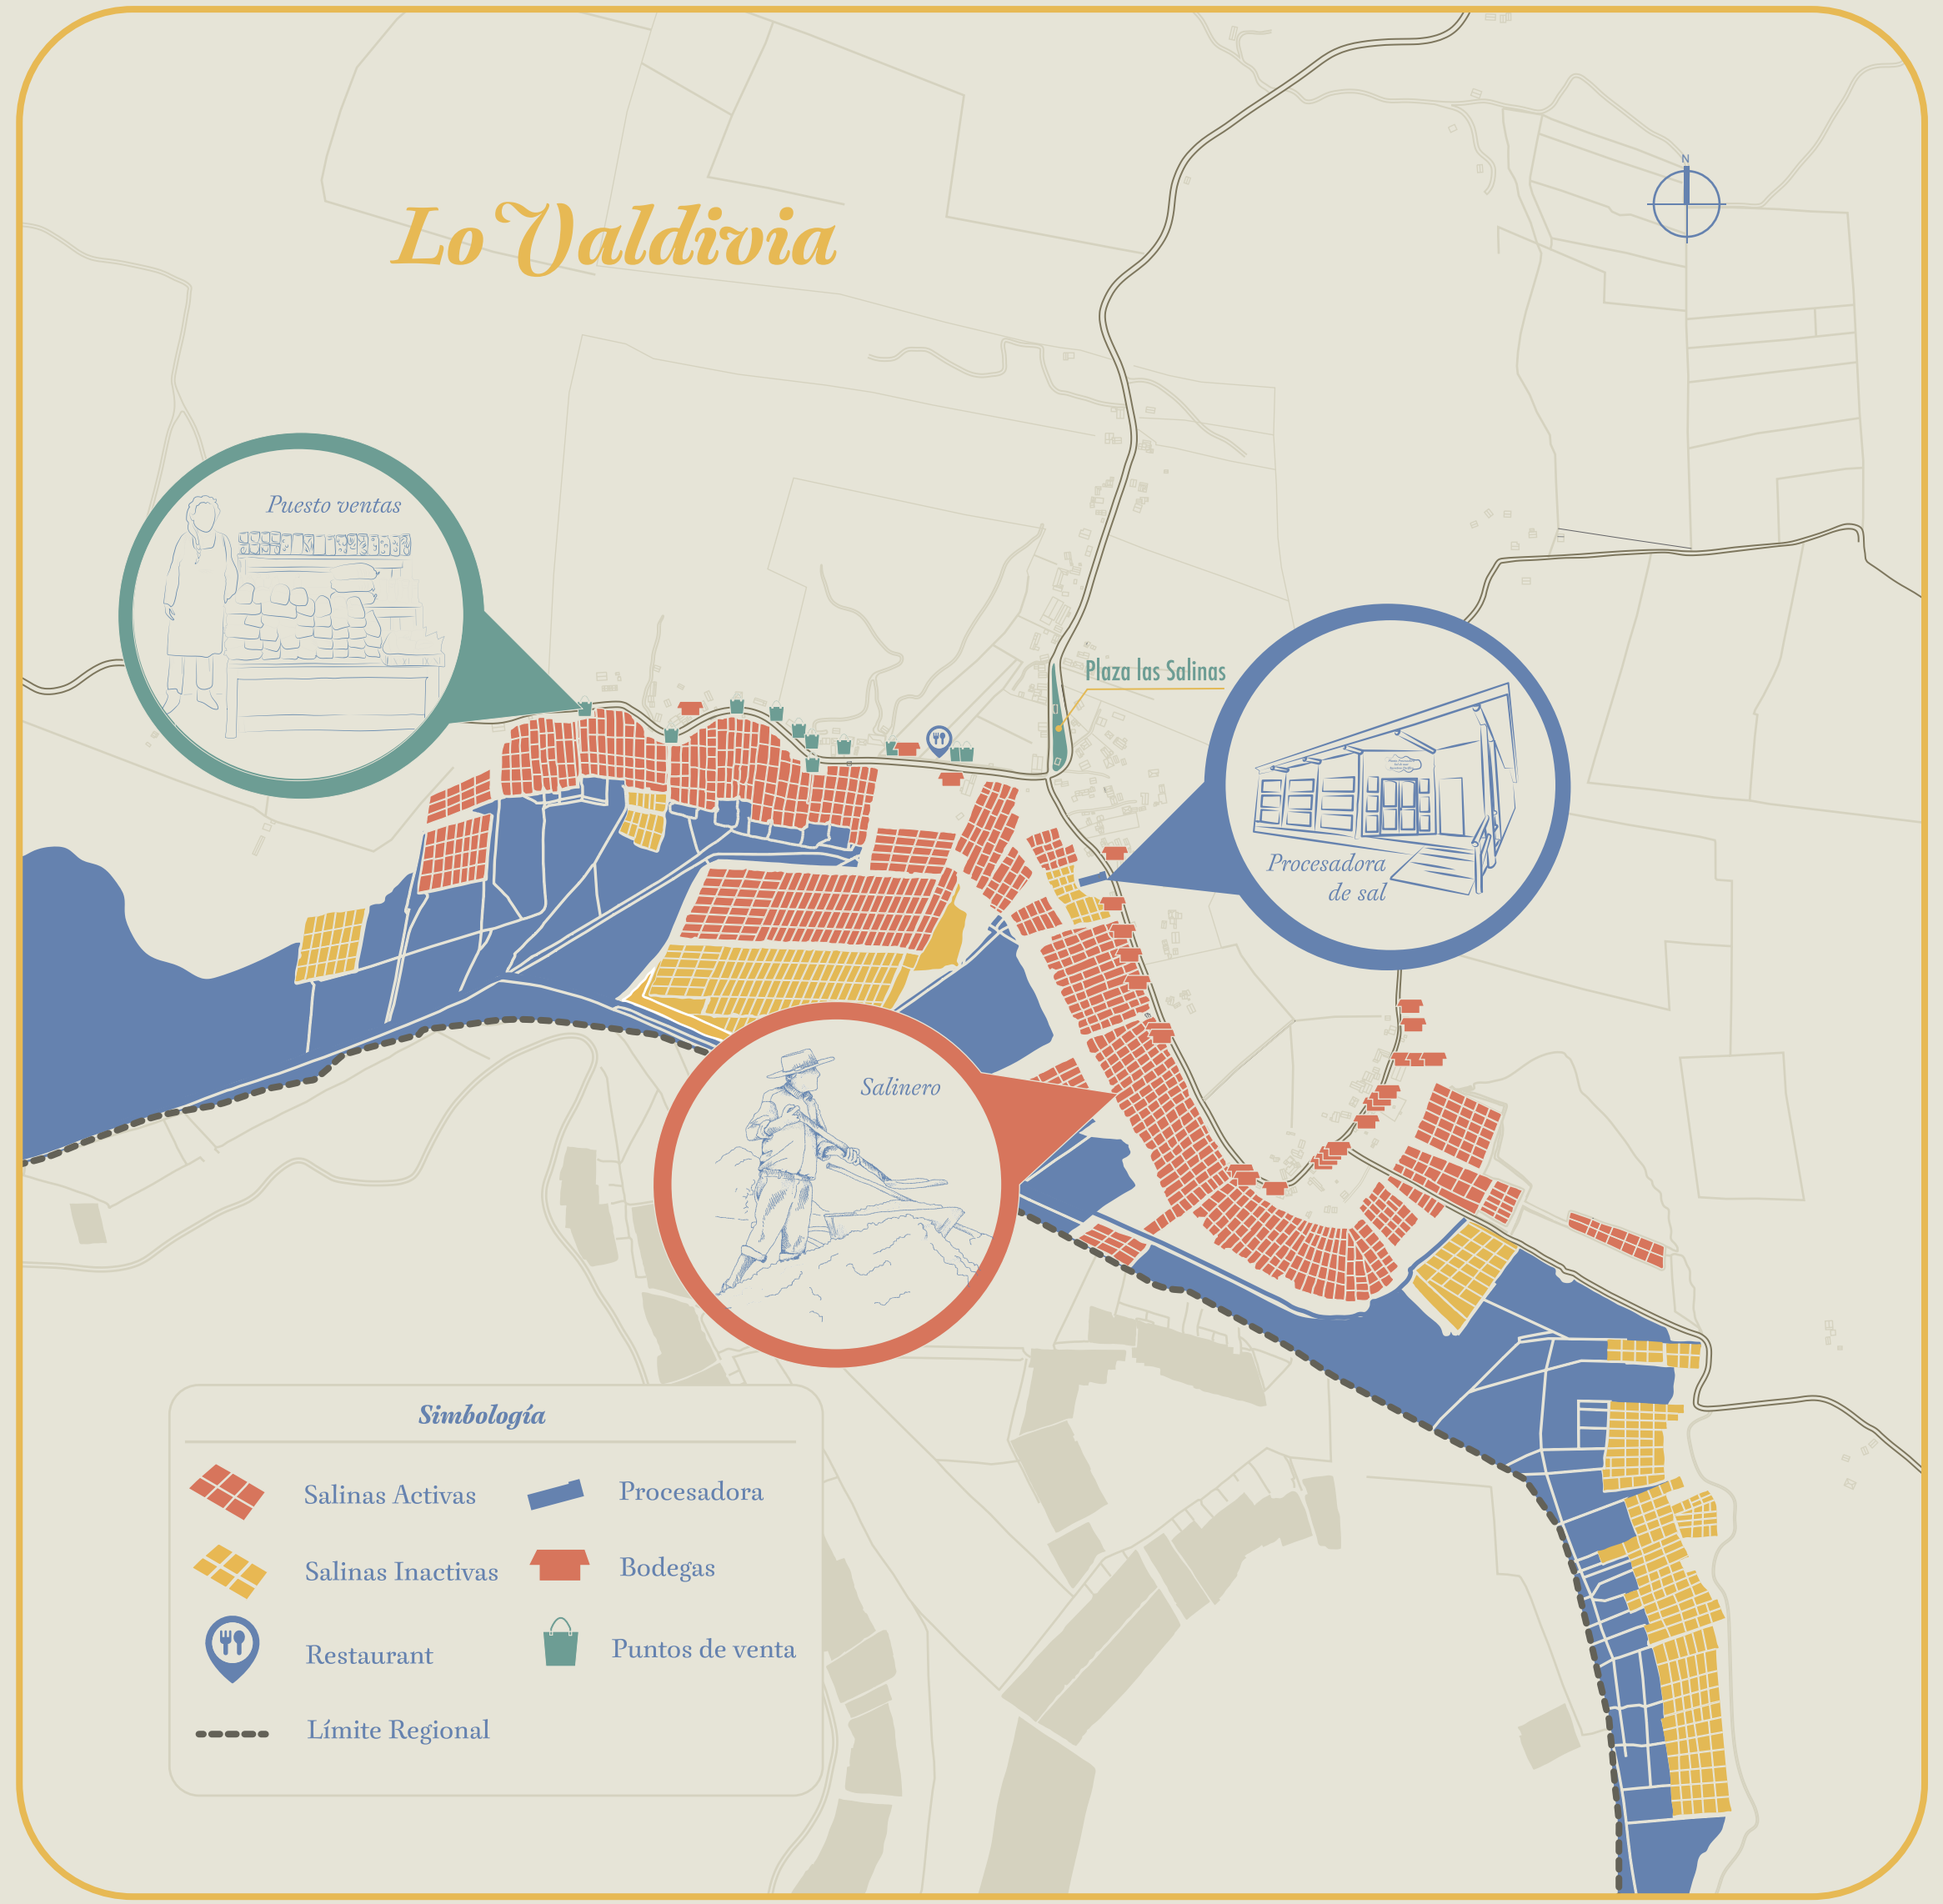 N
Lo Valdivia
Puesto ventas
Plaza las Salinas
Procesadora
de sal
Salinero
Simbología
Salinas Activas
Procesadora
Salinas Inactivas
Bodegas
Restaurant
Puntos de venta
Límite Regional